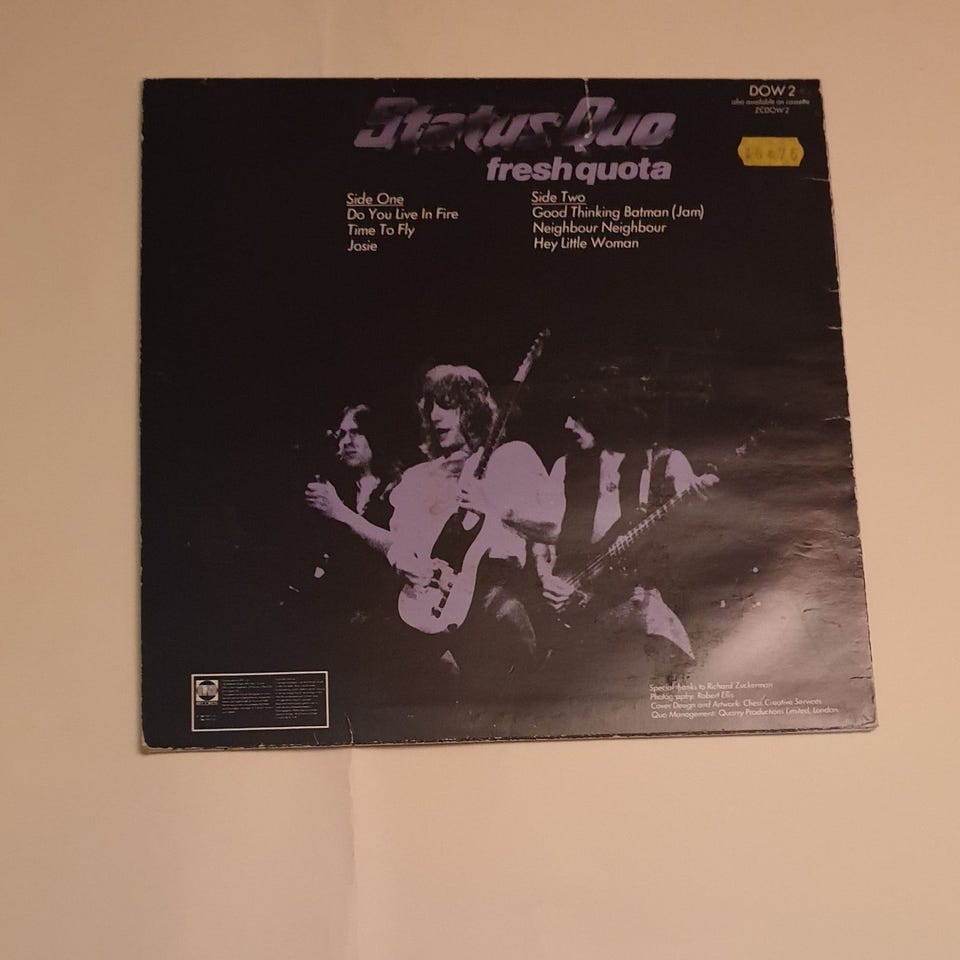 DOW 2
also available on cassette
ZCDOW 2
Status Quo
fresh quota
Side One
Do You Live In Fire
Time To Fly
Josie
Side Two
Good Thinking Batman (Jam)
Neighbour Neighbour
Hey Little Woman
Special thanks to Richard Zuckerman
Photography: Robert Ellis
Cover Design and Artwork: Chess Creative Services
Quo Management: Quarry Productions Limited, London